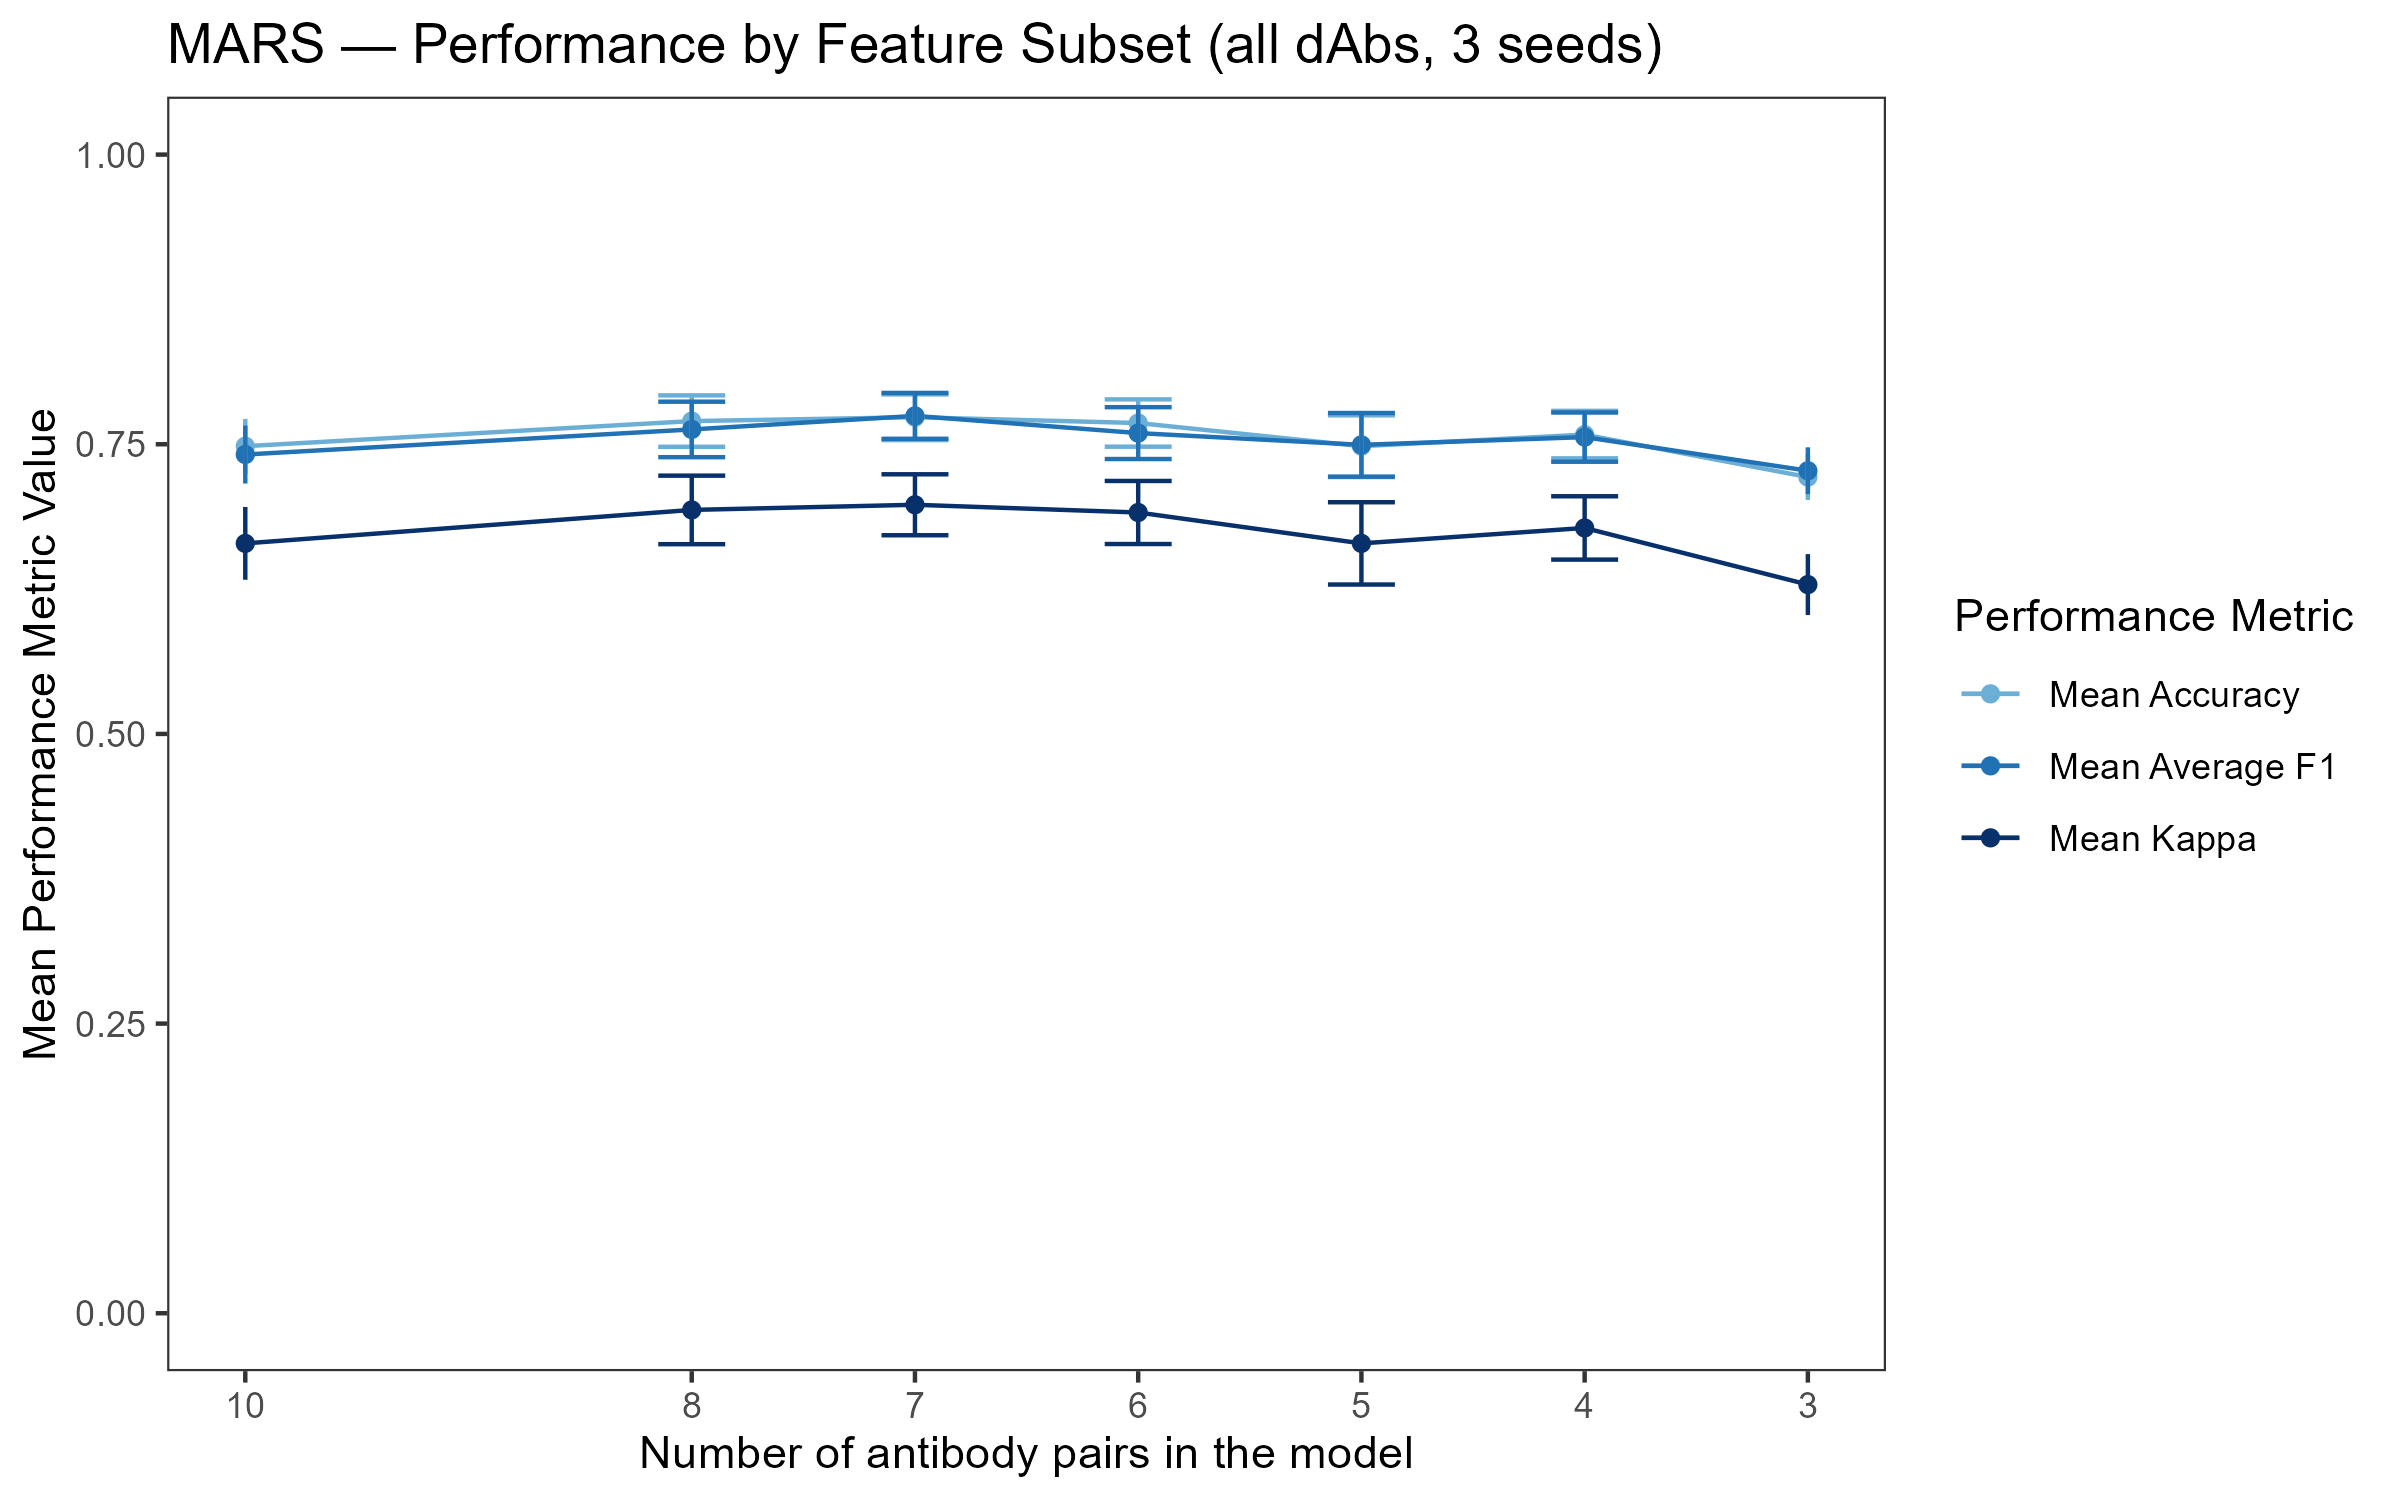 MARS — Performance by Feature Subset (all dAbs, 3 seeds)
Mean Performance Metric Value
1.00
0.75
0.50
0.25
0.00
10 8 7 6 5 4 3
Number of antibody pairs in the model
Performance Metric
Mean Accuracy
Mean Average F1
Mean Kappa